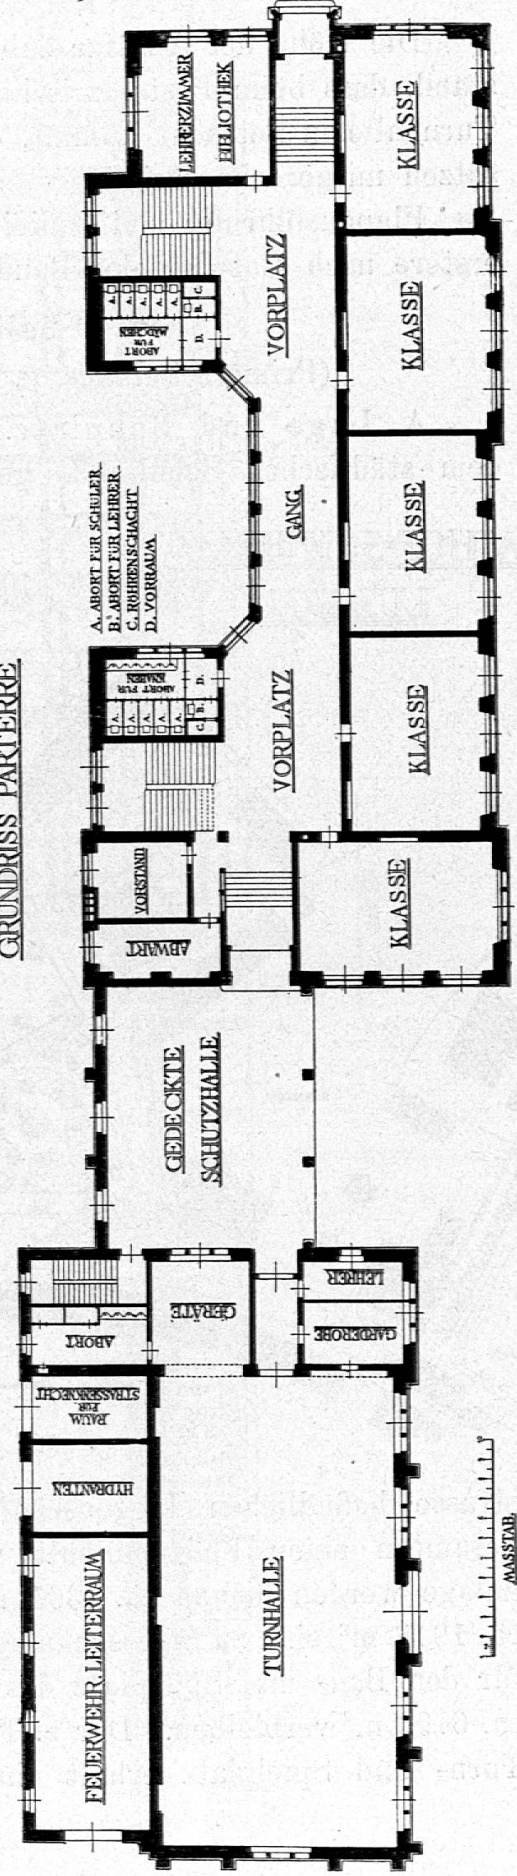 GRUNDRISS PARTERRE
LEHRERZIMMER
BIBLIOTHEK
KLASSE
VORPLATZ
A. A. A. A. A.
C.
B.
D.
ABORT
FÜR
MÄDCHEN
KLASSE
A. ABORT FÜR SCHÜLER
B. ABORT FÜR LEHRER
C. RÖHRENSCHACHT
D. VORRAUM
GANG
KLASSE
ABORT FÜR
KNABEN
D.
A. A. A. A. A.
B.
C.
VORPLATZ
KLASSE
VORSTAND
ABWART
KLASSE
GEDECKTE
SCHUTZHALLE
ABORT
GERÄTE
LEHRER
GARDEROBE
RAUM
FÜR
STRASSENKNECHT
HYDRANTEN
FEUERWEHR. LEITERRAUM
TURNHALLE
MASSTAB.